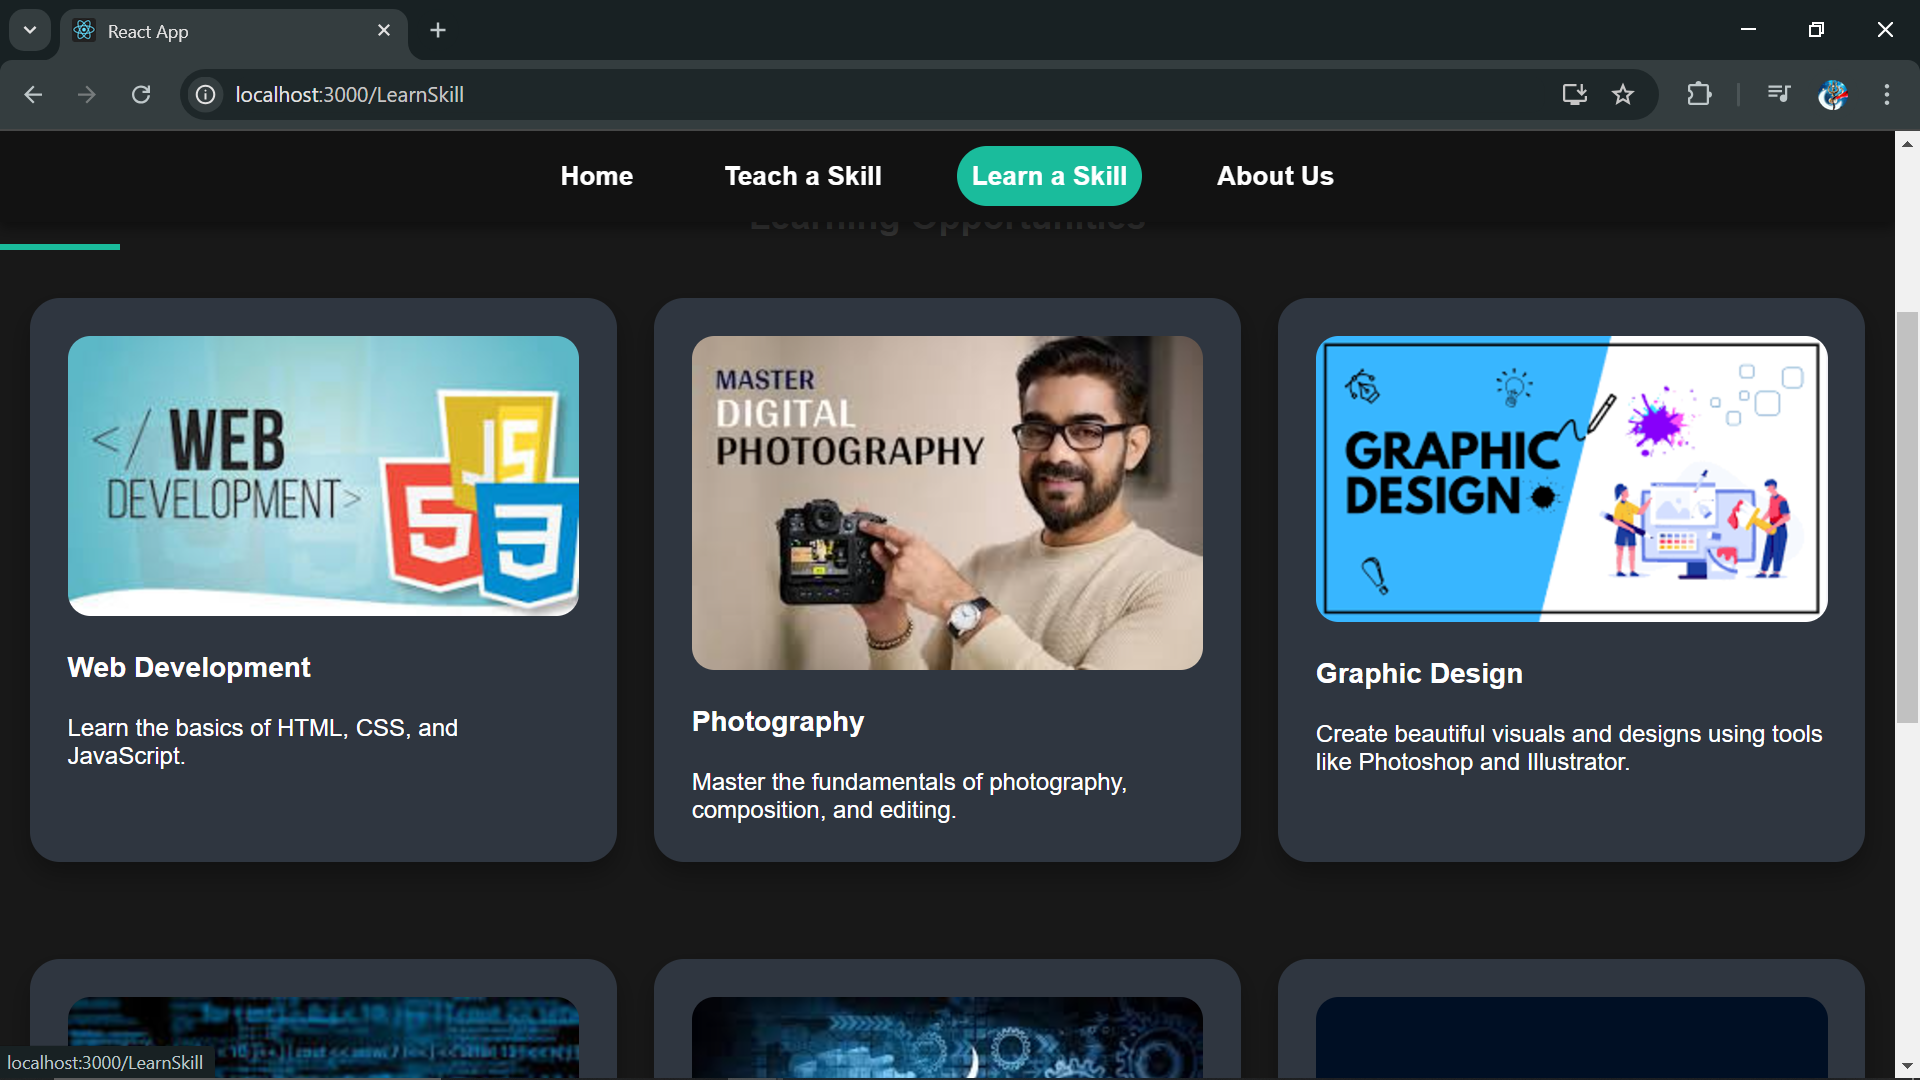 React App
localhost:3000/LearnSkill
Home Teach a Skill Learn a Skill About Us
Learning Opportunities
</ WEB
DEVELOPMENT>
JS
5
3
MASTER
DIGITAL
PHOTOGRAPHY
GRAPHIC
DESIGN
Web Development
Learn the basics of HTML, CSS, and
JavaScript.
Photography
Master the fundamentals of photography,
composition, and editing.
Graphic Design
Create beautiful visuals and designs using tools
like Photoshop and Illustrator.
localhost:3000/LearnSkill